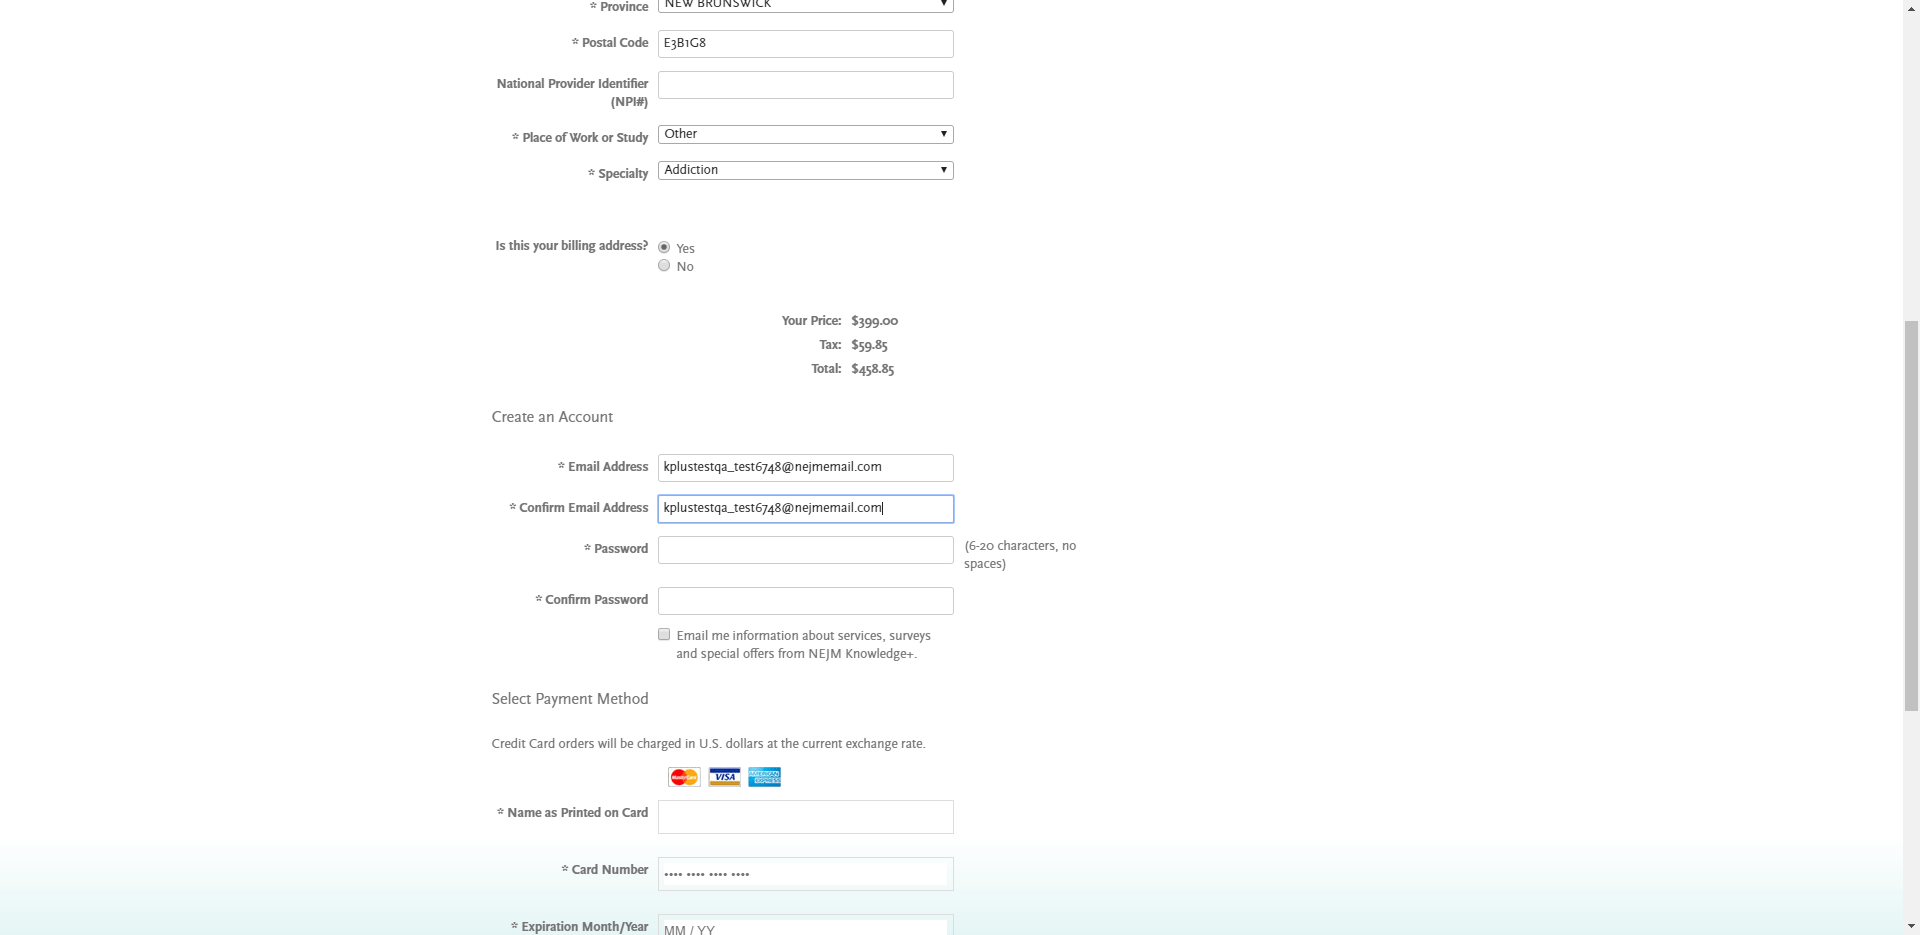 * Province NEW BRUNSWICK
* Postal Code E3B1G8
National Provider Identifier
(NPI#)
* Place of Work or Study Other
* Specialty Addiction
Is this your billing address? Yes
No
Your Price: $399.00
Tax: $59.85
Total: $458.85
Create an Account
* Email Address kplustestqa_test6748@nejmemail.com
* Confirm Email Address kplustestqa_test6748@nejmemail.com
* Password (6-20 characters, no
spaces)
* Confirm Password
Email me information about services, surveys
and special offers from NEJM Knowledge+.
Select Payment Method
Credit Card orders will be charged in U.S. dollars at the current exchange rate.
MasterCard VISA AMERICAN EXPRESS
* Name as Printed on Card
* Card Number •••• •••• •••• ••••
* Expiration Month/Year MM / YY